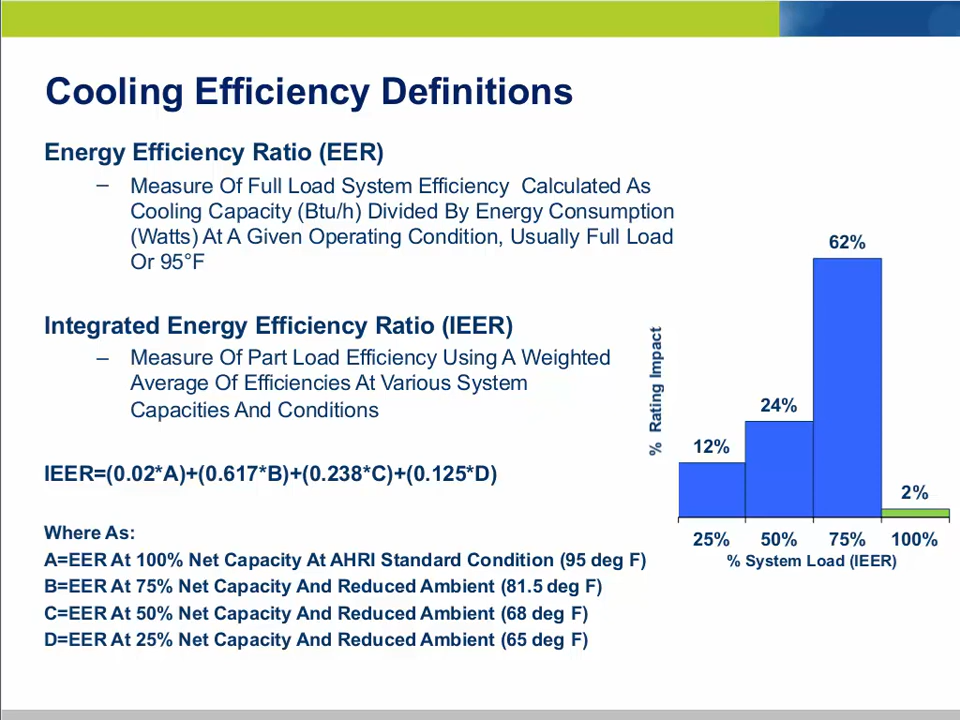 Cooling Efficiency Definitions
Energy Efficiency Ratio (EER)
– Measure Of Full Load System Efficiency Calculated As
Cooling Capacity (Btu/h) Divided By Energy Consumption
(Watts) At A Given Operating Condition, Usually Full Load
Or 95°F
Integrated Energy Efficiency Ratio (IEER)
– Measure Of Part Load Efficiency Using A Weighted
Average Of Efficiencies At Various System
Capacities And Conditions
IEER=(0.02*A)+(0.617*B)+(0.238*C)+(0.125*D)
Where As:
A=EER At 100% Net Capacity At AHRI Standard Condition (95 deg F)
B=EER At 75% Net Capacity And Reduced Ambient (81.5 deg F)
C=EER At 50% Net Capacity And Reduced Ambient (68 deg F)
D=EER At 25% Net Capacity And Reduced Ambient (65 deg F)
% Rating Impact
12%
24%
62%
2%
25% 50% 75% 100%
% System Load (IEER)